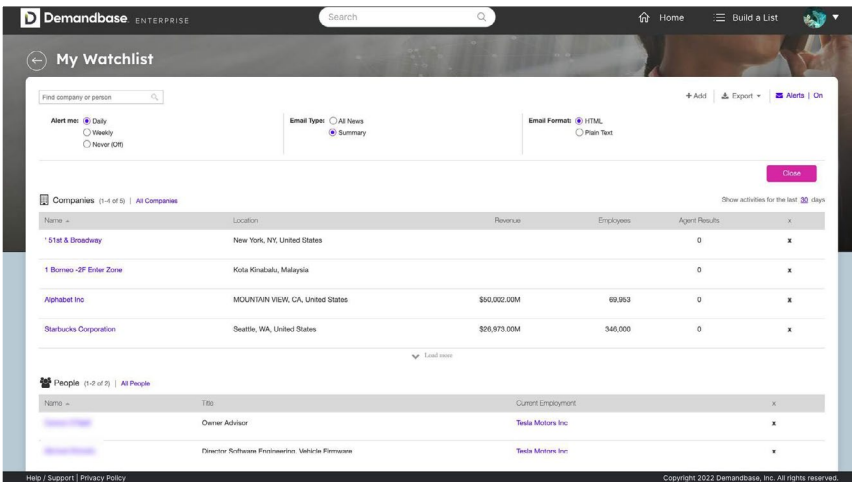 Demandbase ENTERPRISE Search Home Build a List
My Watchlist
Find company or person + Add Export Alerts | On
Alert me: Daily Email Type: All News Email Format: HTML
Weekly Summary Plain Text
Never (Off)
Close
Companies (1-4 of 5) | All Companies Show activities for the last 30 days
Name Location Revenue Employees Agent Results x
' 51st & Broadway New York, NY, United States 0 x
1 Borneo -2F Enter Zone Kota Kinabalu, Malaysia 0 x
Alphabet Inc MOUNTAIN VIEW, CA, United States $50,002.00M 69,953 0 x
Starbucks Corporation Seattle, WA, United States $26,973.00M 346,000 0 x
Load more
People (1-2 of 2) | All People
Name Title Current Employment x
Owner Advisor Tesla Motors Inc x
Director Software Engineering, Vehicle Firmware Tesla Motors Inc x
Help / Support | Privacy Policy Copyright 2022 Demandbase, Inc. All rights reserved.